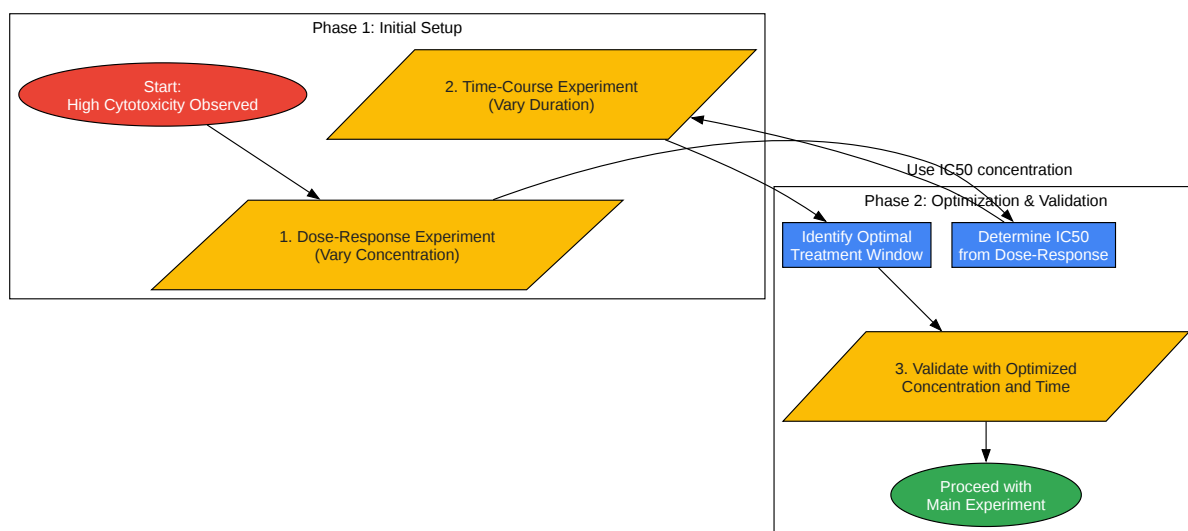 Phase 1: Initial Setup
Start:
High Cytotoxicity Observed
2. Time-Course Experiment
(Vary Duration)
1. Dose-Response Experiment
(Vary Concentration)
Use IC50 concentration
Phase 2: Optimization & Validation
Identify Optimal
Treatment Window
Determine IC50
from Dose-Response
3. Validate with Optimized
Concentration and Time
Proceed with
Main Experiment